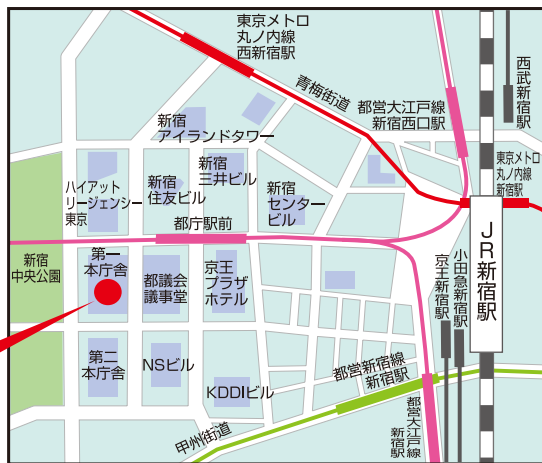 東京メトロ
丸ノ内線
西新宿駅
青梅街道
西武新宿駅
都営大江戸線
新宿西口駅
新宿
アイランドタワー
東京メトロ
丸ノ内線
新宿駅
ハイアット
リージェンシー
東京
新宿
住友ビル
新宿
三井ビル
新宿
センター
ビル
都庁駅前
JR新宿駅
新宿
中央公園
第一
本庁舎
都議会
議事堂
京王
プラザ
ホテル
小田急新宿駅
京王新宿駅
第二
本庁舎
NSビル
KDDIビル
都営新宿線
新宿駅
都営大江戸線
新宿駅
甲州街道